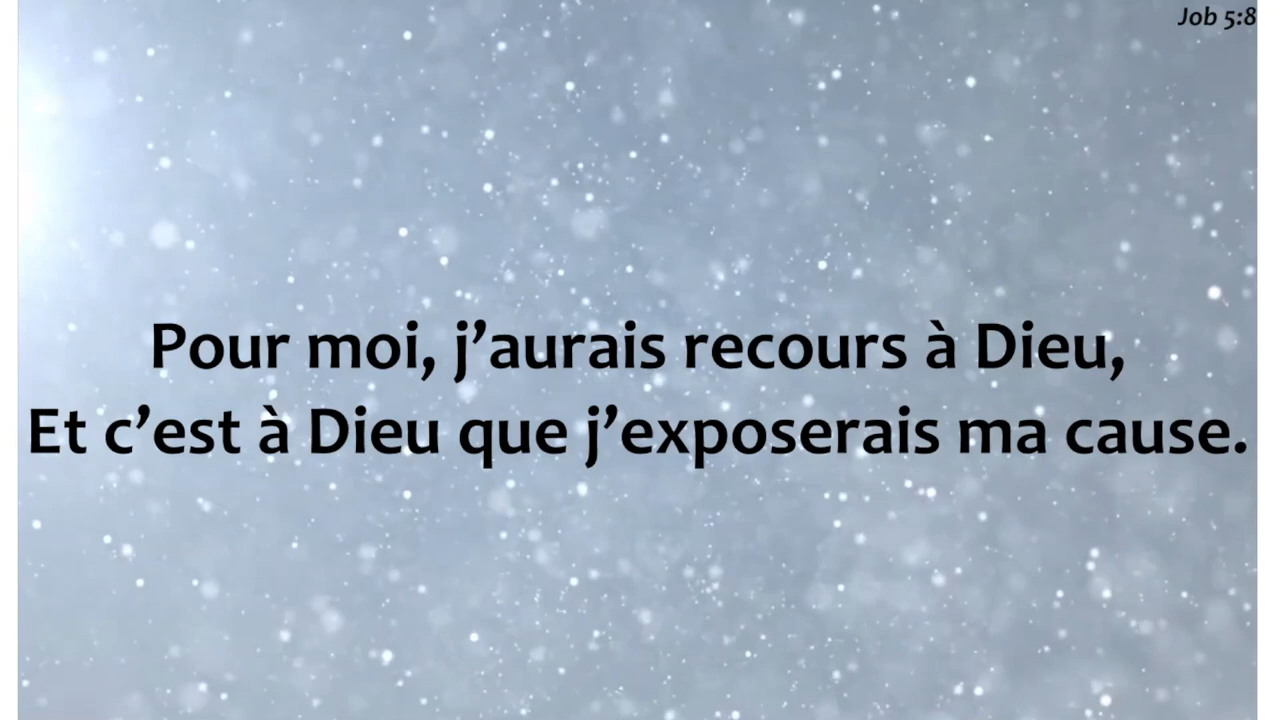 Job 5:8
Pour moi, j’aurais recours à Dieu,
Et c’est à Dieu que j’exposerais ma cause.